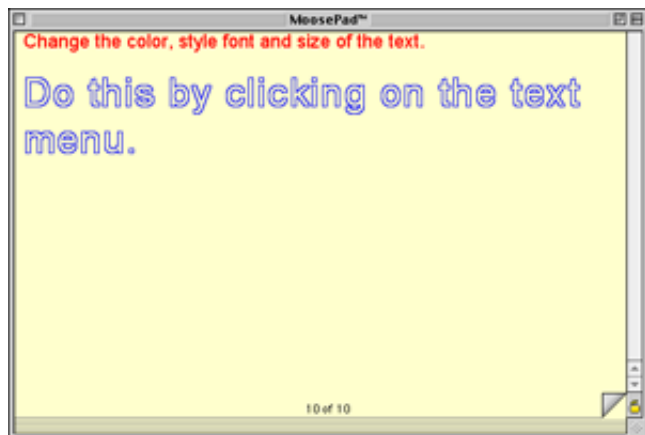 MoosePad™
Change the color, style font and size of the text.
Do this by clicking on the text
menu.
10 of 10